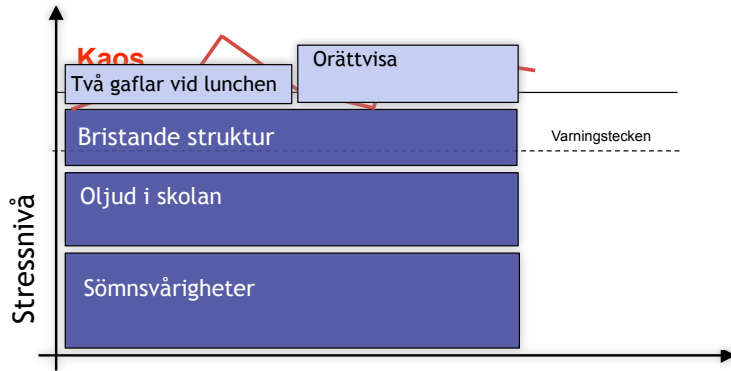 Kaos
Orättvisa
Två gaflar vid lunchen
Bristande struktur
Varningstecken
Oljud i skolan
Sömnsvårigheter
Stressnivå